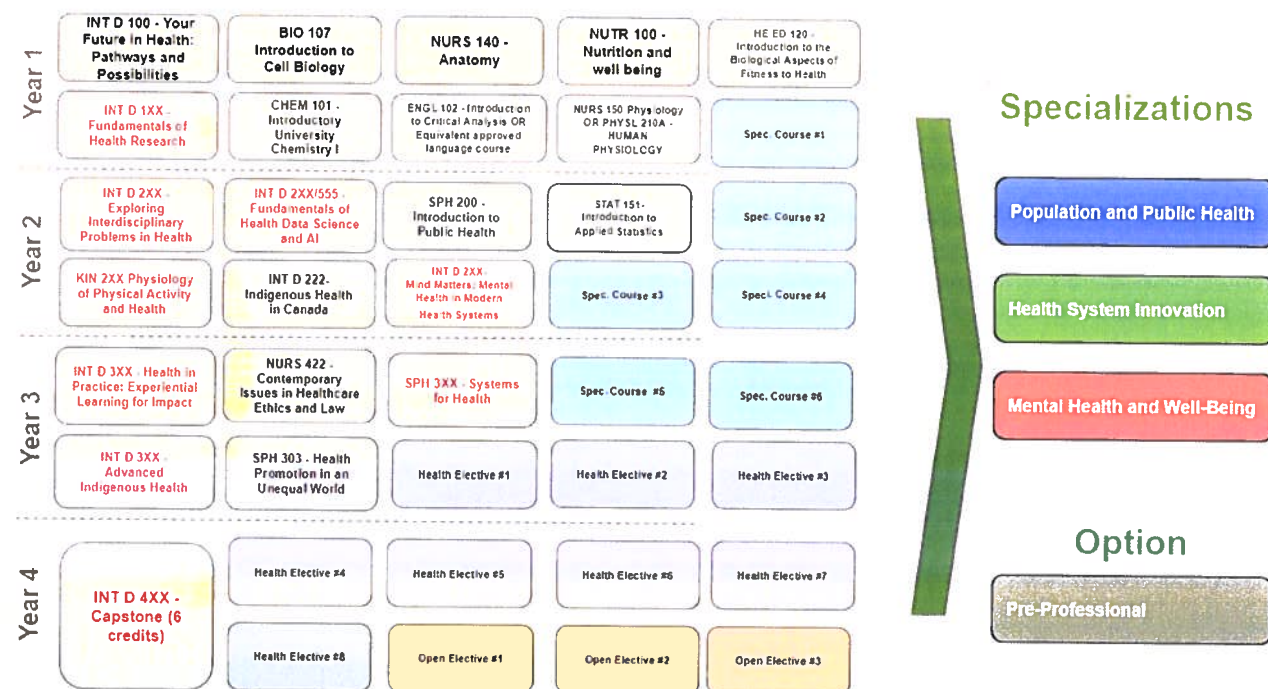 Year 1
INT D 100 - Your
Future in Health:
Pathways and
Possibilities
BIO 107
Introduction to
Cell Biology
NURS 140 -
Anatomy
NUTR 100 -
Nutrition and
well being
HE ED 120 -
Introduction to the
Biological Aspects of
Fitness to Health
INT D 1XX -
Fundamentals of
Health Research
CHEM 101 -
Introductory
University
Chemistry I
ENGL 102 - Introduction
to Critical Analysis OR
Equivalent approved
language course
NURS 150 Physiology
OR PHYSL 210A -
HUMAN
PHYSIOLOGY
Spec. Course #1
Year 2
INT D 2XX -
Exploring
Interdisciplinary
Problems in Health
INT D 2XX/555 -
Fundamentals of
Health Data Science
and AI
SPH 200 -
Introduction to
Public Health
STAT 151-
Introduction to
Applied Statistics
Spec. Course #2
KIN 2XX Physiology
of Physical Activity
and Health
INT D 222-
Indigenous Health
in Canada
INT D 2XX-
Mind Matters: Mental
Health in Modern
Health Systems
Spec. Course #3
Spec. Course #4
Year 3
INT D 3XX - Health in
Practice: Experiential
Learning for Impact
NURS 422 -
Contemporary
Issues in Healthcare
Ethics and Law
SPH 3XX - Systems
for Health
Spec. Course #5
Spec. Course #6
INT D 3XX -
Advanced
Indigenous Health
SPH 303 - Health
Promotion in an
Unequal World
Health Elective #1
Health Elective #2
Health Elective #3
Year 4
INT D 4XX -
Capstone (6
credits)
Health Elective #4
Health Elective #5
Health Elective #6
Health Elective #7
Health Elective #8
Open Elective #1
Open Elective #2
Open Elective #3
Specializations
Population and Public Health
Health System Innovation
Mental Health and Well-Being
Option
Pre-Professional